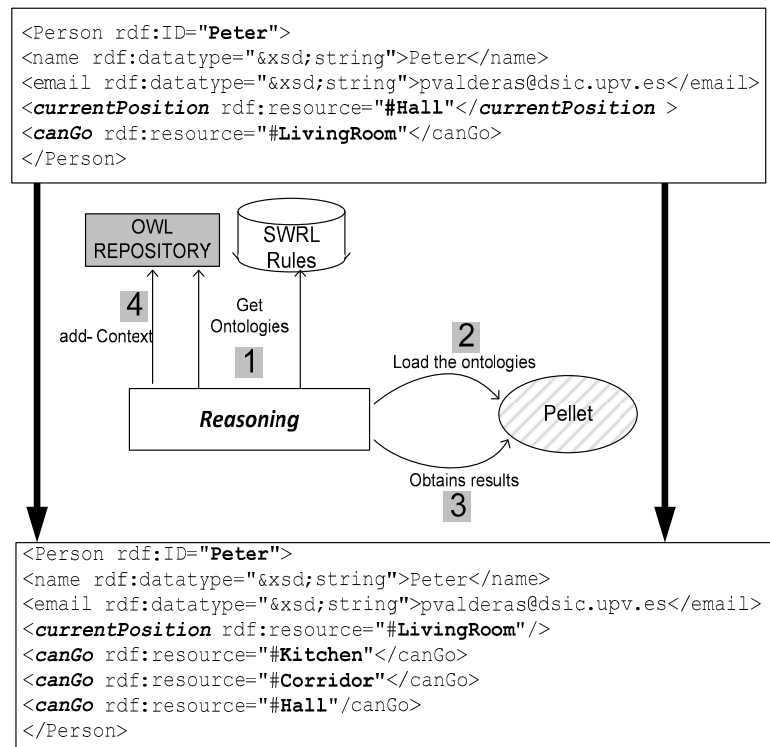 <Person rdf:ID="Peter">
<name rdf:datatype="&xsd;string">Peter</name>
<email rdf:datatype="&xsd;string">pvalderas@dsic.upv.es</email>
<currentPosition rdf:resource="#Hall"</currentPosition >
<canGo rdf:resource="#LivingRoom"</canGo>
</Person>
OWL
REPOSITORY
SWRL
Rules
4
add- Context
Get
Ontologies
1
2
Load the ontologies
Reasoning
Pellet
Obtains results
3
<Person rdf:ID="Peter">
<name rdf:datatype="&xsd;string">Peter</name>
<email rdf:datatype="&xsd;string">pvalderas@dsic.upv.es</email>
<currentPosition rdf:resource="#LivingRoom"/>
<canGo rdf:resource="#Kitchen"</canGo>
<canGo rdf:resource="#Corridor"</canGo>
<canGo rdf:resource="#Hall"/canGo>
</Person>